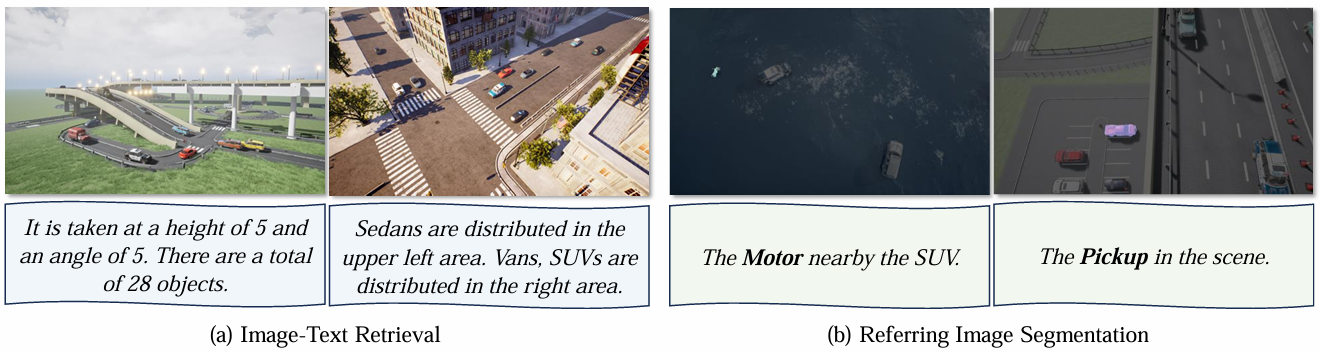 It is taken at a height of 5 and
an angle of 5. There are a total
of 28 objects.
Sedans are distributed in the
upper left area. Vans, SUVs are
distributed in the right area.
The Motor nearby the SUV.
The Pickup in the scene.
(a) Image-Text Retrieval
(b) Referring Image Segmentation